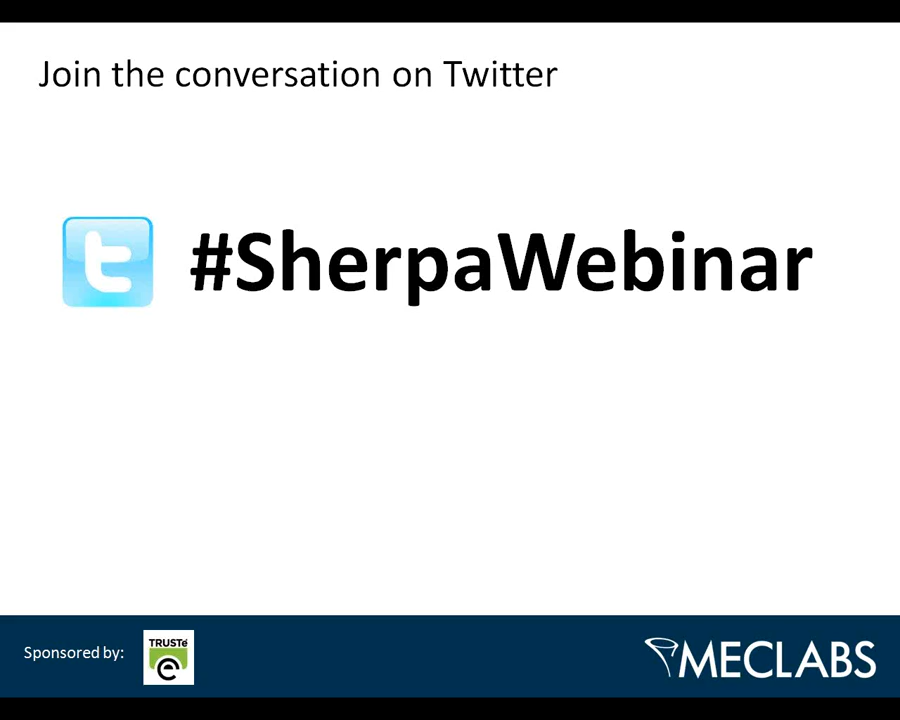 Join the conversation on Twitter
#SherpaWebinar
Sponsored by:
TRUSTe
MECLABS